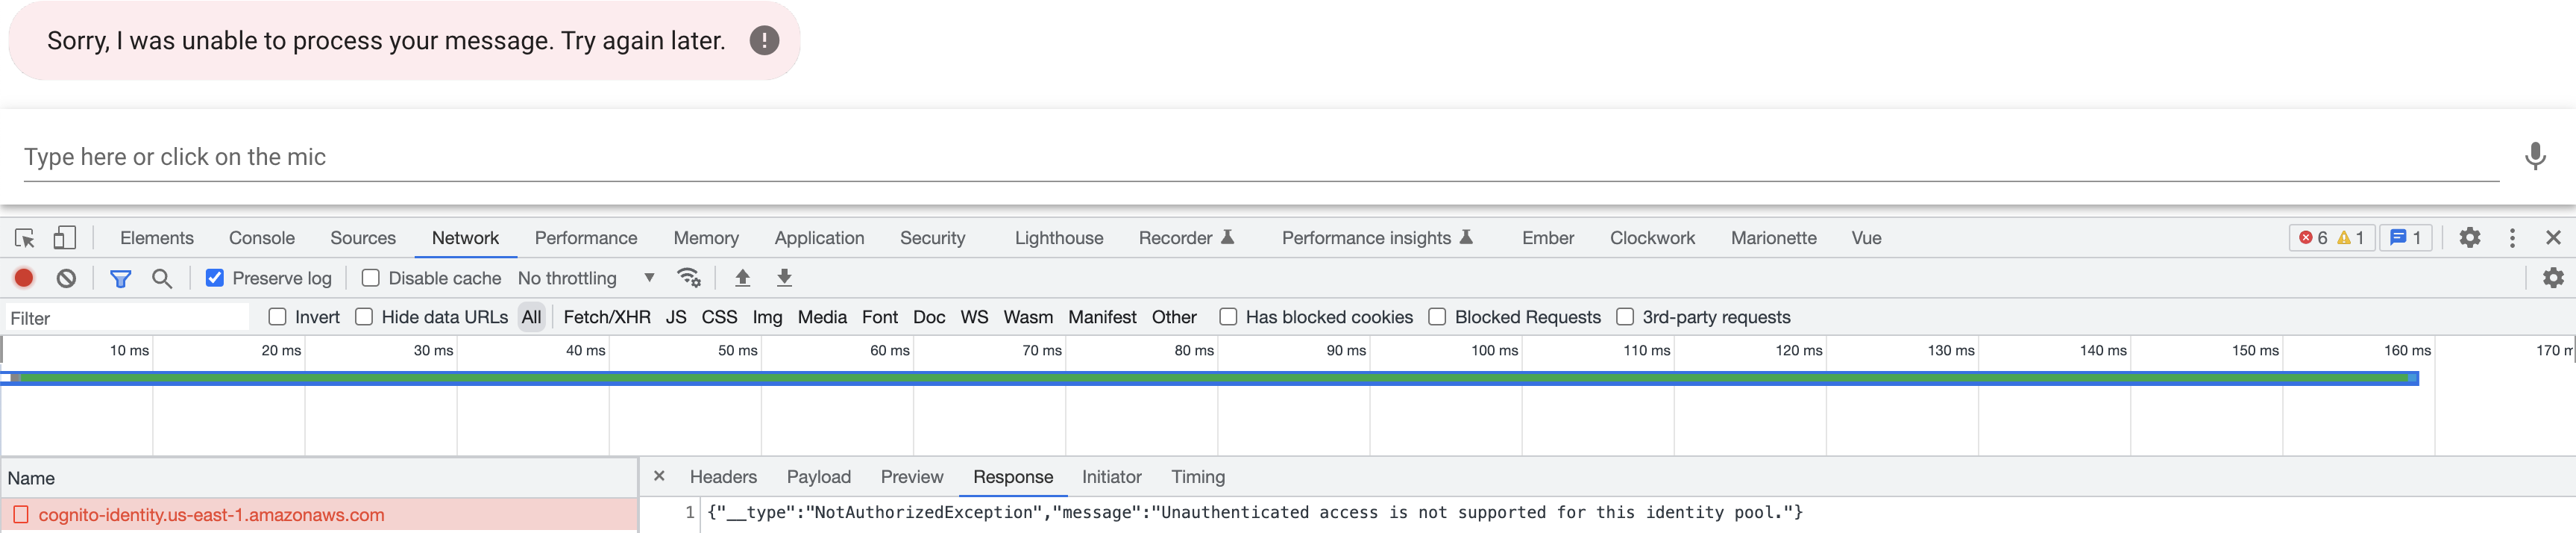 Sorry, I was unable to process your message. Try again later.
Type here or click on the mic
Elements Console Sources Network Performance Memory Application Security Lighthouse Recorder Performance insights Ember Clockwork Marionette Vue 6 1 1
Preserve log Disable cache No throttling
Filter Invert Hide data URLs All Fetch/XHR JS CSS Img Media Font Doc WS Wasm Manifest Other Has blocked cookies Blocked Requests 3rd-party requests
10 ms 20 ms 30 ms 40 ms 50 ms 60 ms 70 ms 80 ms 90 ms 100 ms 110 ms 120 ms 130 ms 140 ms 150 ms 160 ms 170 m
Name Headers Payload Preview Response Initiator Timing
cognito-identity.us-east-1.amazonaws.com 1 {"__type":"NotAuthorizedException","message":"Unauthenticated access is not supported for this identity pool."}